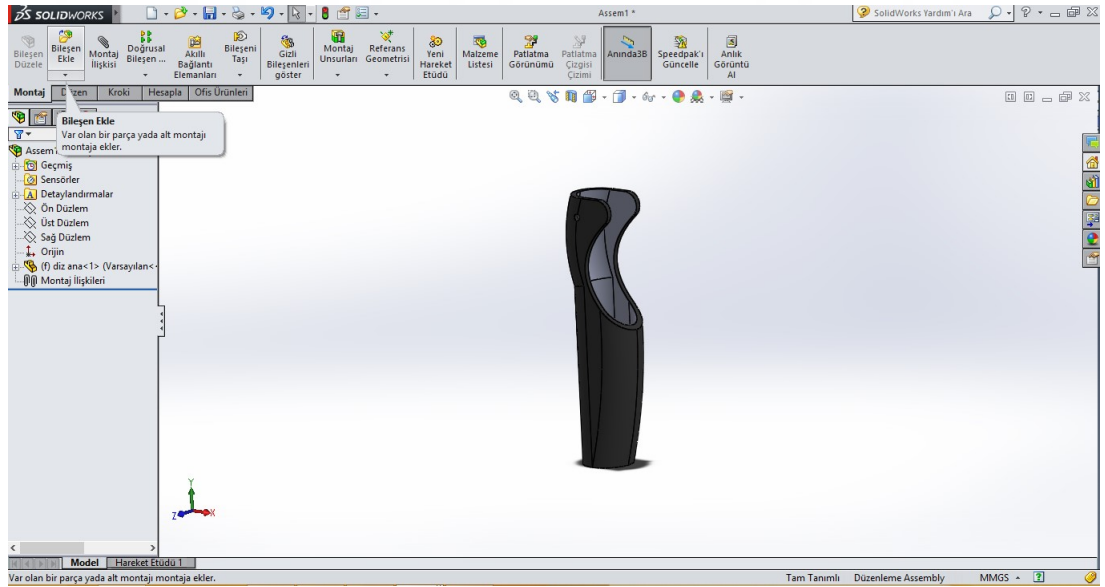 SOLIDWORKS
Assem1 *
SolidWorks Yardım'ı Ara
Bileşen Düzele
Bileşen Ekle
Montaj İlişkisi
Doğrusal Bileşen ...
Akıllı Bağlantı Elemanları
Bileşeni Taşı
Gizli Bileşenleri göster
Montaj Unsurları
Referans Geometrisi
Yeni Hareket Etüdü
Malzeme Listesi
Patlatma Görünümü
Patlatma Çizgisi Çizimi
Anında3B
Speedpak'ı Güncelle
Anlık Görüntü Al
Montaj
Düzen
Kroki
Hesapla
Ofis Ürünleri
Bileşen Ekle
Var olan bir parça yada alt montajı
montaja ekler.
Geçmiş
Sensörler
Detaylandırmalar
Ön Düzlem
Üst Düzlem
Sağ Düzlem
Orijin
(f) diz ana<1> (Varsayılan<
Montaj İlişkileri
Y
Z X
Model
Hareket Etüdü 1
Var olan bir parça yada alt montajı montaja ekler.
Tam Tanımlı
Düzenleme Assembly
MMGS